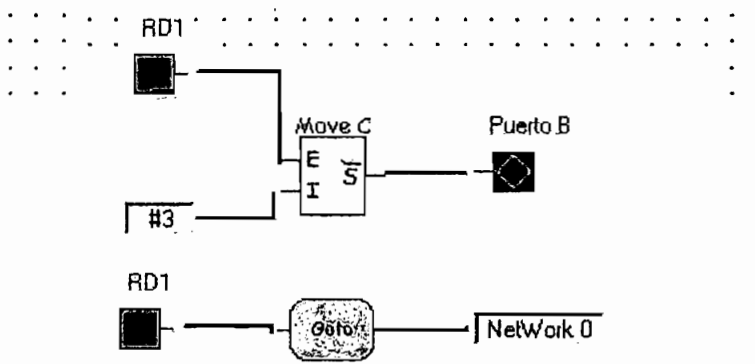 RD1
Move C
E
I
S
Puerto B
#3
RD1
Goto
NetWork 0